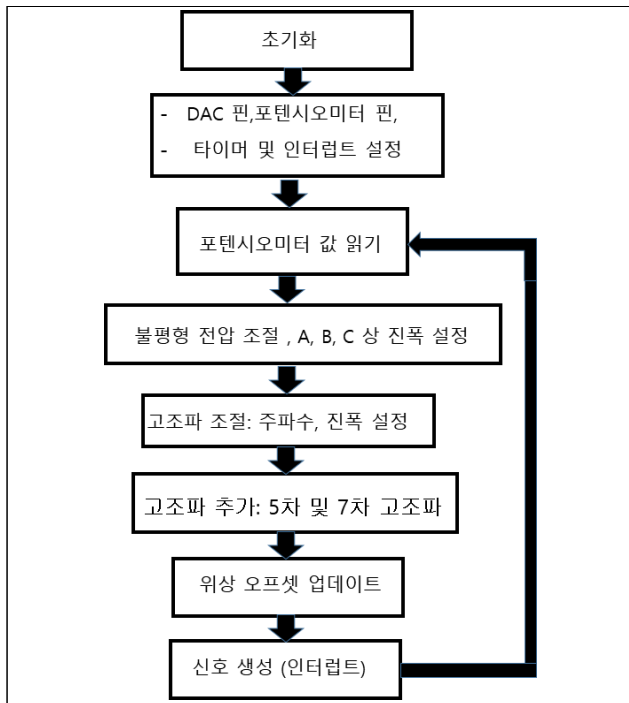 초기화
- DAC 핀,포텐시오미터 핀,
- 타이머 및 인터럽트 설정
포텐시오미터 값 읽기
불평형 전압 조절 , A, B, C 상 진폭 설정
고조파 조절: 주파수, 진폭 설정
고조파 추가: 5차 및 7차 고조파
위상 오프셋 업데이트
신호 생성 (인터럽트)